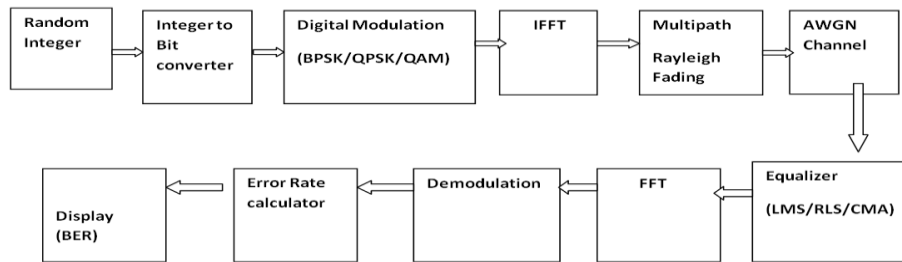 Random
Integer
Integer to
Bit
converter
Digital Modulation
(BPSK/QPSK/QAM)
IFFT
Multipath
Rayleigh
Fading
AWGN
Channel
Equalizer
(LMS/RLS/CMA)
FFT
Demodulation
Error Rate
calculator
Display
(BER)